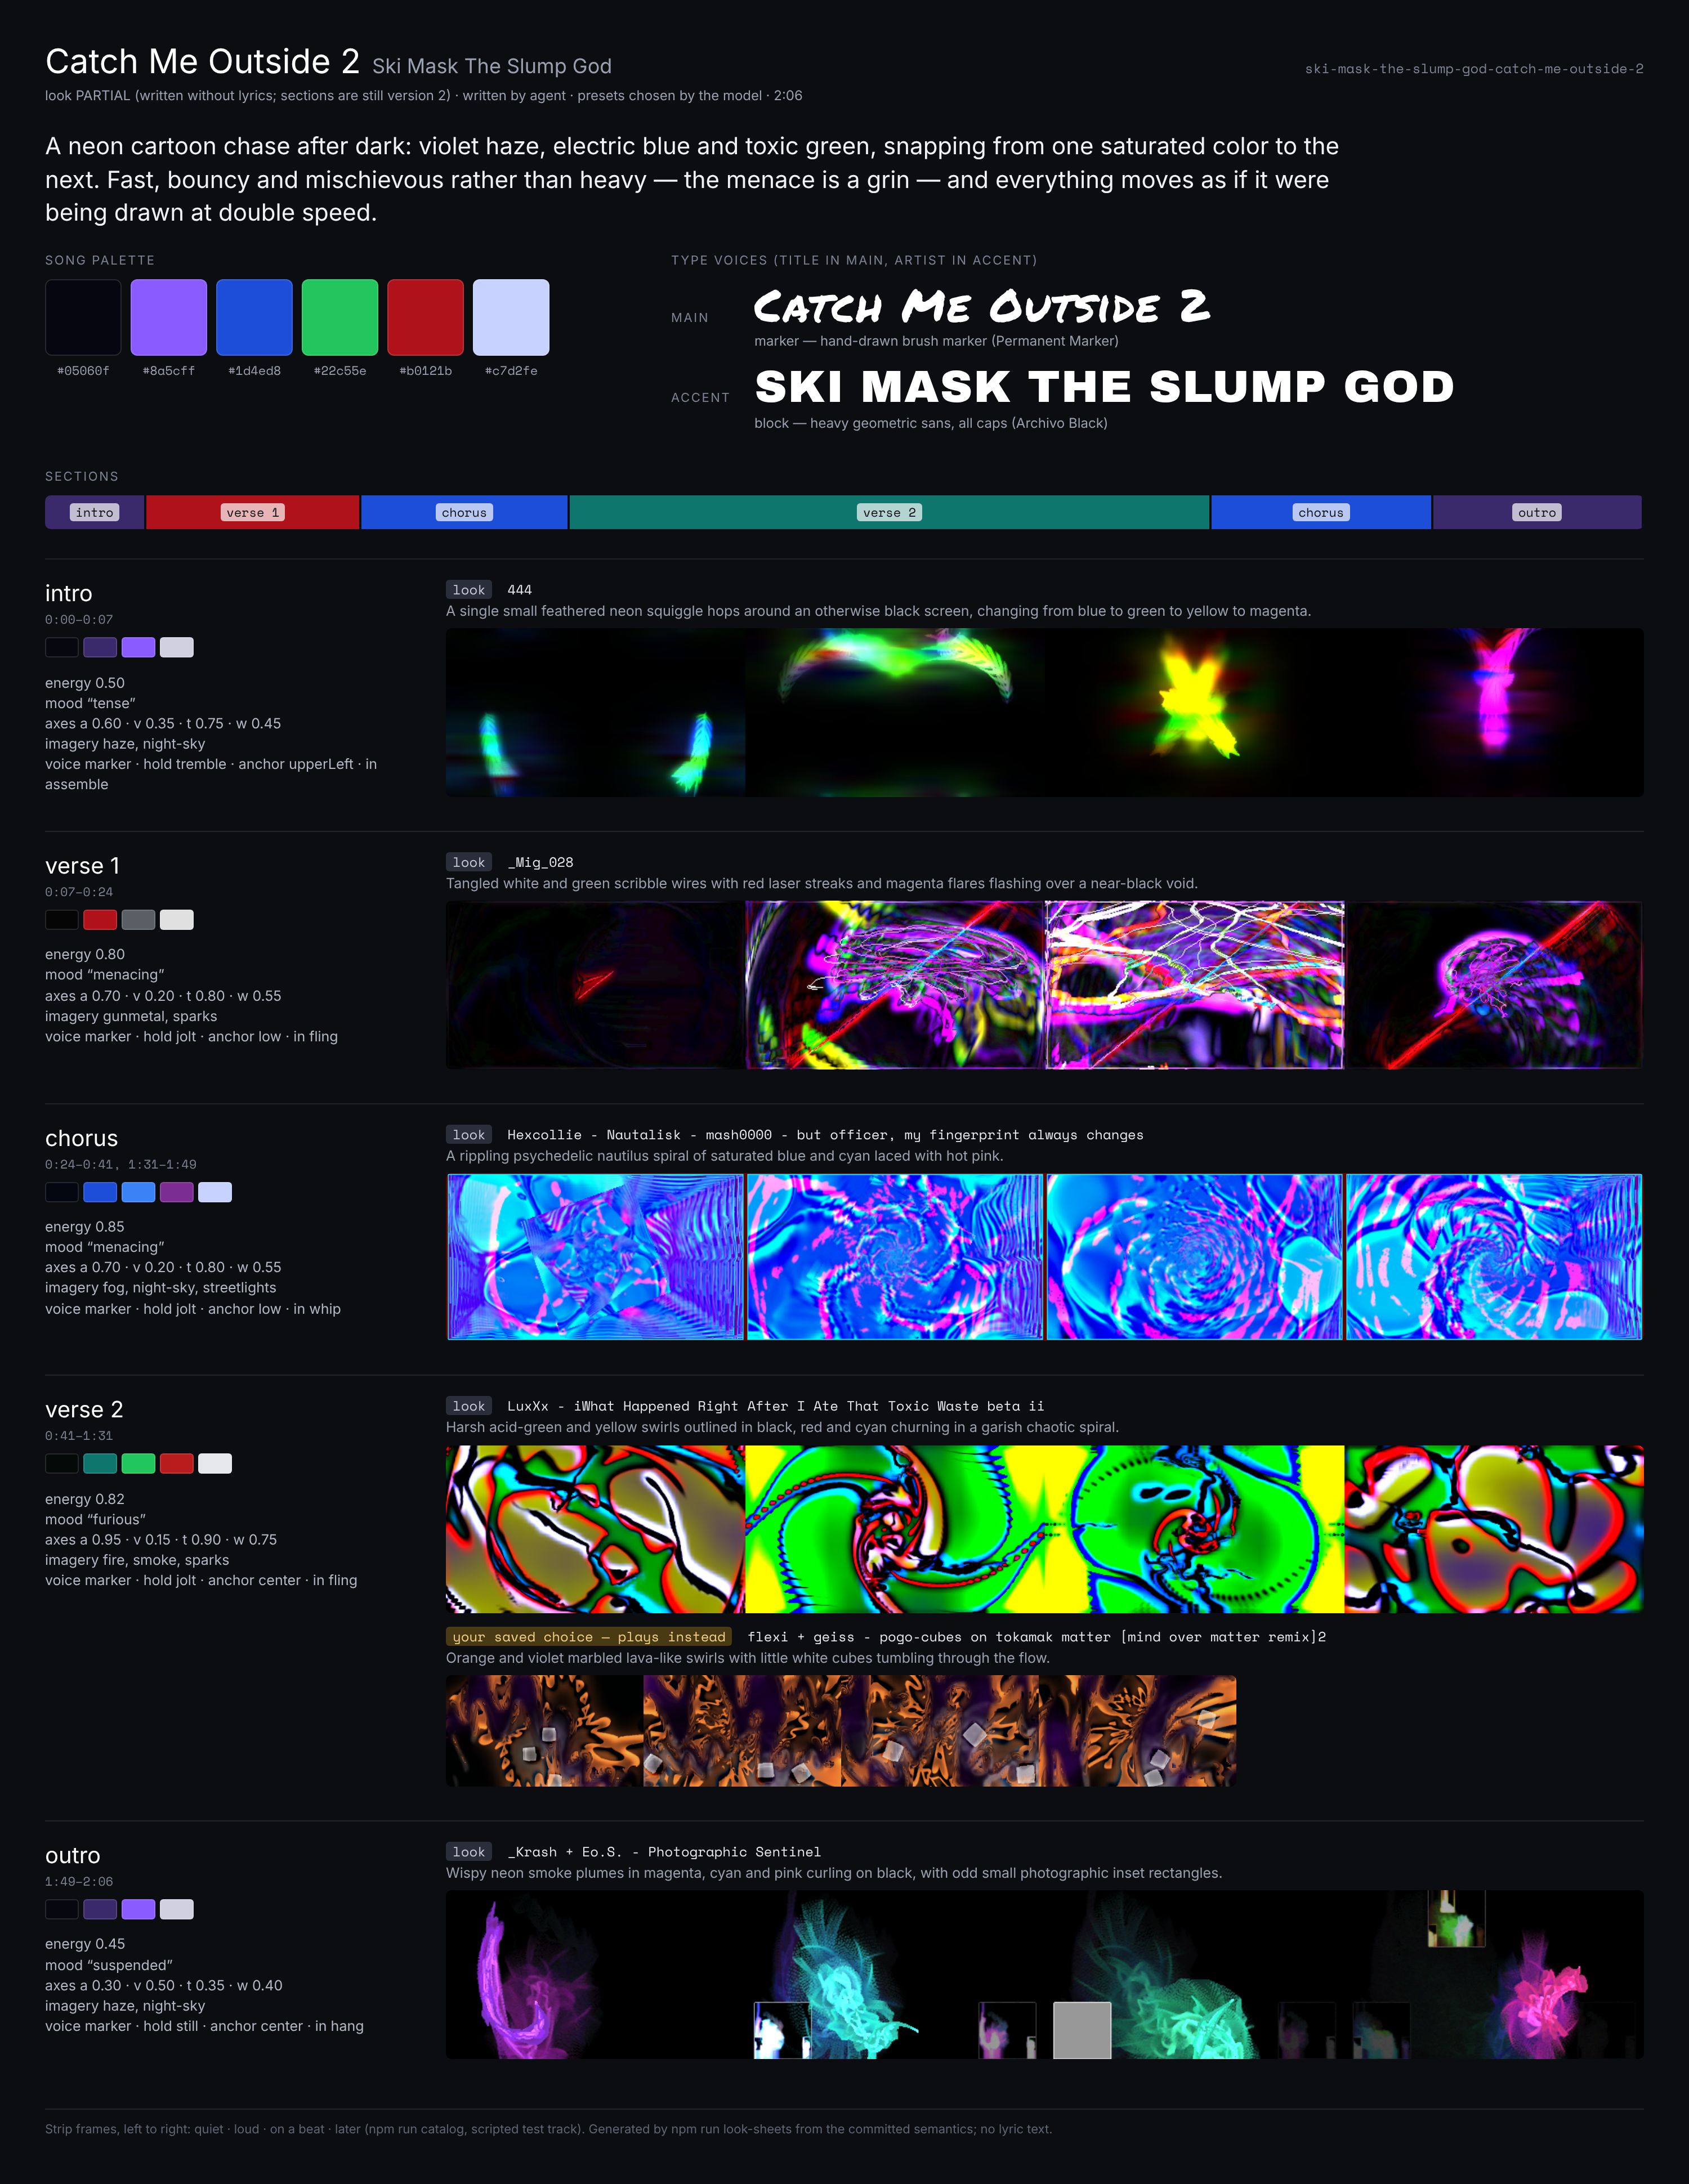 Catch Me Outside 2 Ski Mask The Slump God
ski-mask-the-slump-god-catch-me-outside-2
look PARTIAL (written without lyrics; sections are still version 2) · written by agent · presets chosen by the model · 2:06
A neon cartoon chase after dark: violet haze, electric blue and toxic green, snapping from one saturated color to the
next. Fast, bouncy and mischievous rather than heavy — the menace is a grin — and everything moves as if it were
being drawn at double speed.
SONG PALETTE
#05060f #8a5cff #1d4ed8 #22c55e #b0121b #c7d2fe
TYPE VOICES (TITLE IN MAIN, ARTIST IN ACCENT)
MAIN
Catch Me Outside 2
marker — hand-drawn brush marker (Permanent Marker)
ACCENT
SKI MASK THE SLUMP GOD
block — heavy geometric sans, all caps (Archivo Black)
SECTIONS
intro verse 1 chorus verse 2 chorus outro
intro
0:00–0:07
energy 0.50
mood “tense”
axes a 0.60 · v 0.35 · t 0.75 · w 0.45
imagery haze, night-sky
voice marker · hold tremble · anchor upperLeft · in
assemble
look 444
A single small feathered neon squiggle hops around an otherwise black screen, changing from blue to green to yellow to magenta.
verse 1
0:07–0:24
energy 0.80
mood “menacing”
axes a 0.70 · v 0.20 · t 0.80 · w 0.55
imagery gunmetal, sparks
voice marker · hold jolt · anchor low · in fling
look _Mig_028
Tangled white and green scribble wires with red laser streaks and magenta flares flashing over a near-black void.
chorus
0:24–0:41, 1:31–1:49
energy 0.85
mood “menacing”
axes a 0.70 · v 0.20 · t 0.80 · w 0.55
imagery fog, night-sky, streetlights
voice marker · hold jolt · anchor low · in whip
look Hexcollie - Nautalisk - mash0000 - but officer, my fingerprint always changes
A rippling psychedelic nautilus spiral of saturated blue and cyan laced with hot pink.
verse 2
0:41–1:31
energy 0.82
mood “furious”
axes a 0.95 · v 0.15 · t 0.90 · w 0.75
imagery fire, smoke, sparks
voice marker · hold jolt · anchor center · in fling
look LuxXx - iWhat Happened Right After I Ate That Toxic Waste beta ii
Harsh acid-green and yellow swirls outlined in black, red and cyan churning in a garish chaotic spiral.
your saved choice — plays instead flexi + geiss - pogo-cubes on tokamak matter [mind over matter remix]2
Orange and violet marbled lava-like swirls with little white cubes tumbling through the flow.
outro
1:49–2:06
energy 0.45
mood “suspended”
axes a 0.30 · v 0.50 · t 0.35 · w 0.40
imagery haze, night-sky
voice marker · hold still · anchor center · in hang
look _Krash + Eo.S. - Photographic Sentinel
Wispy neon smoke plumes in magenta, cyan and pink curling on black, with odd small photographic inset rectangles.
Strip frames, left to right: quiet · loud · on a beat · later (npm run catalog, scripted test track). Generated by npm run look-sheets from the committed semantics; no lyric text.